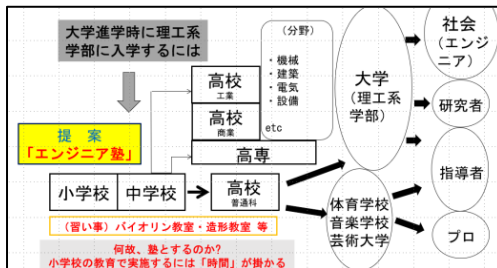 大学進学時に理工系
学部に入学するには
提 案
「エンジニア塾」
高校
工業
高校
商業
高専
(分野)
・機械
・建築
・電気
・設備
etc
小学校
中学校
高校
普通科
(習い事)バイオリン教室・造形教室 等
何故、塾とするのか?
小学校の教育で実施するには「時間」が掛かる
大学
(理工系
学部)
体育学校
音楽学校
芸術大学
社会
(エンジ
ニア)
研究者
指導者
プロ